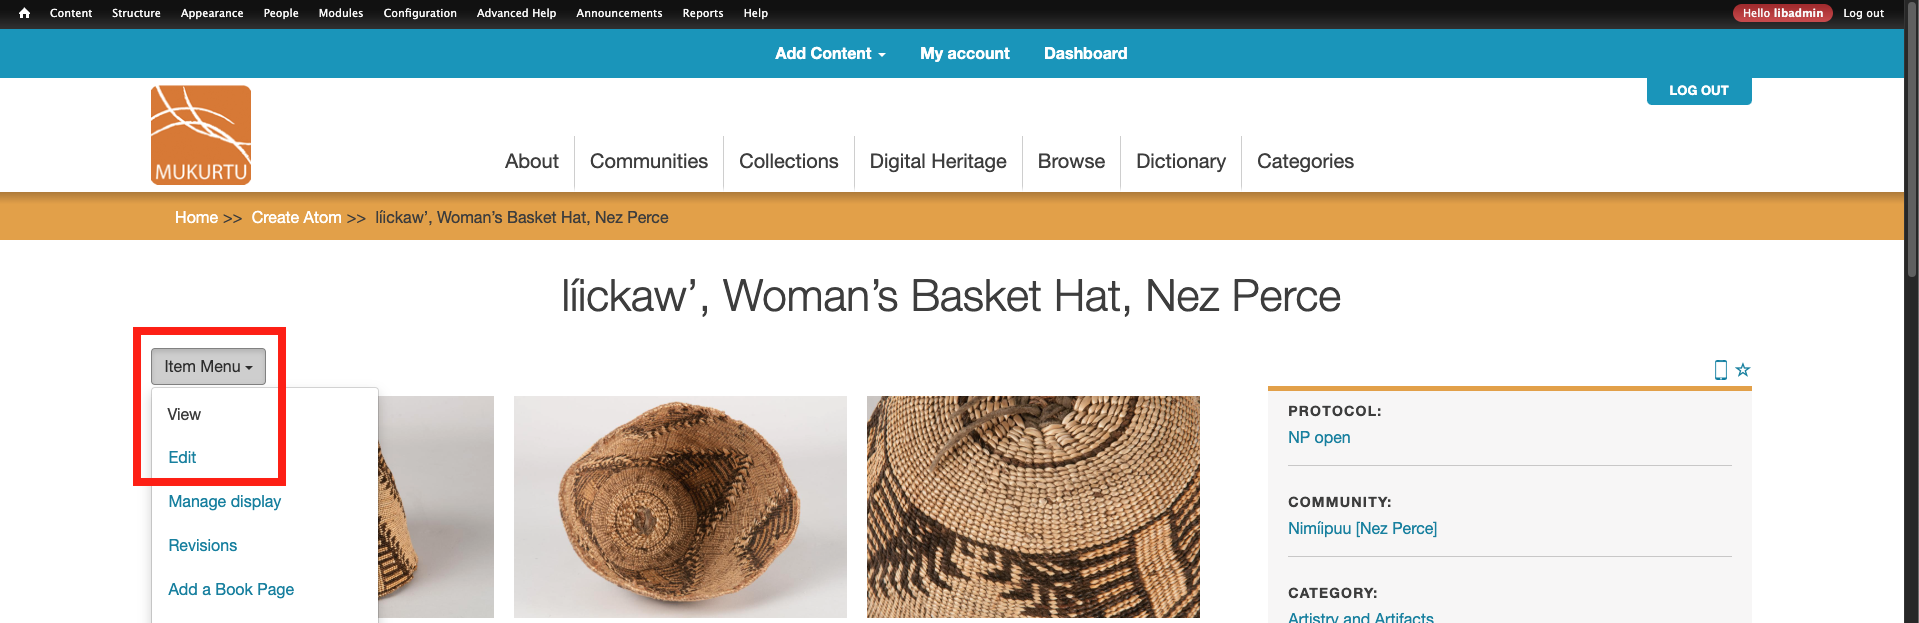 Content Structure Appearance People Modules Configuration Advanced Help Announcements Reports Help Hello libadmin Log out
Add Content My account Dashboard
LOG OUT
MUKURTU
About Communities Collections Digital Heritage Browse Dictionary Categories
Home >> Create Atom >> líickaw’, Woman’s Basket Hat, Nez Perce
líickaw’, Woman’s Basket Hat, Nez Perce
Item Menu
View
Edit
Manage display
Revisions
Add a Book Page
PROTOCOL:
NP open
COMMUNITY:
Nimíipuu [Nez Perce]
CATEGORY:
Artistry and Artifacts